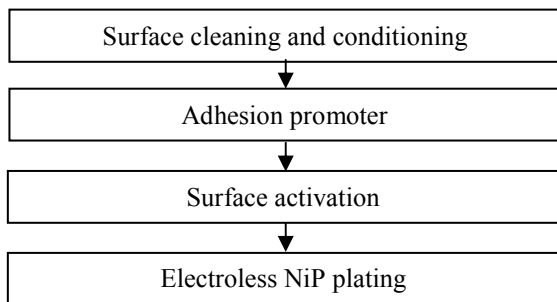 Surface cleaning and conditioning
Adhesion promoter
Surface activation
Electroless NiP plating